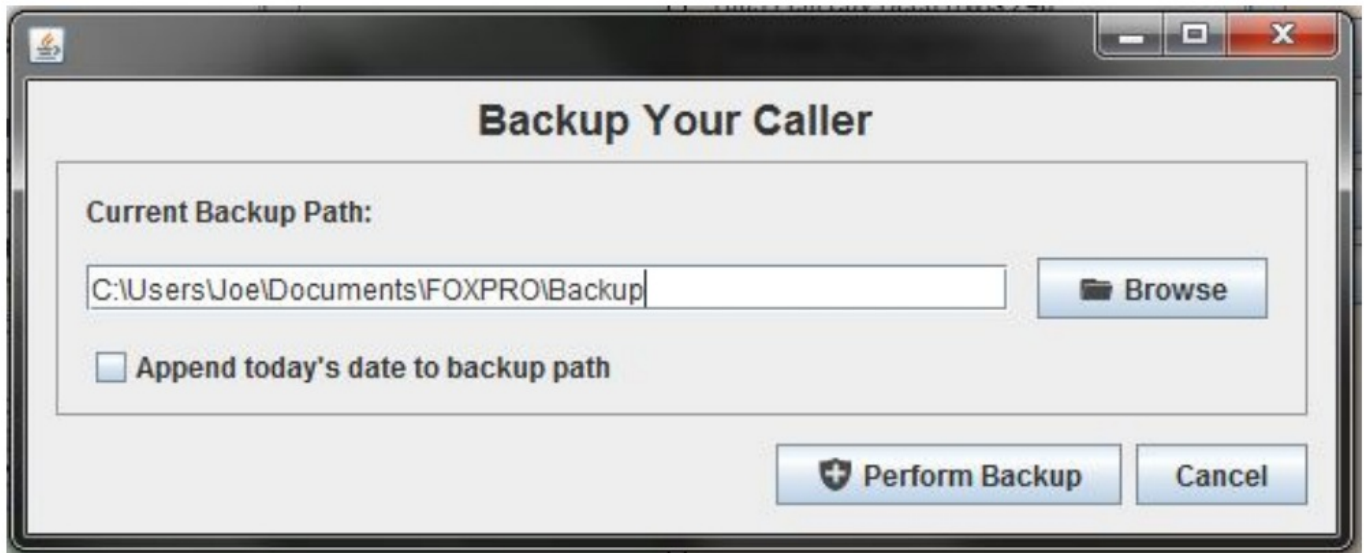 Backup Your Caller
Current Backup Path:
C:\Users\Joe\Documents\FOXPRO\Backup
Browse
Append today's date to backup path
Perform Backup
Cancel